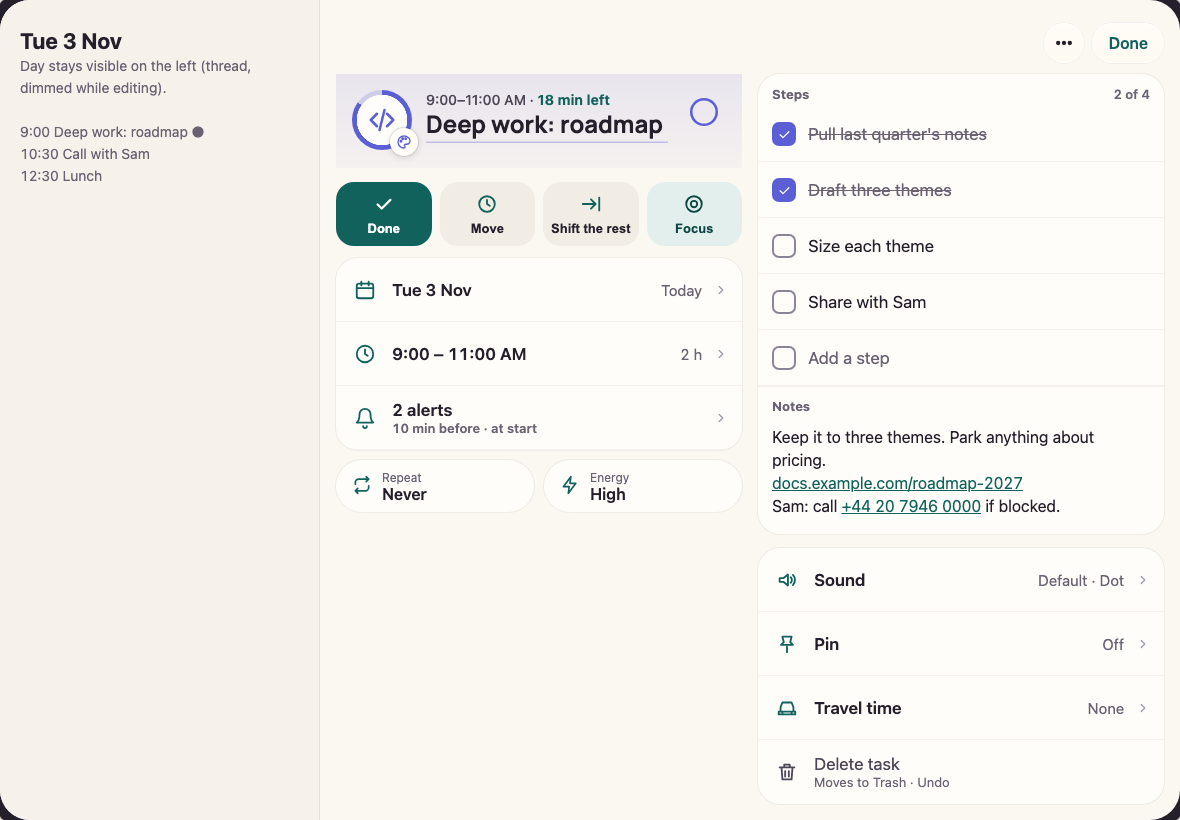 Tue 3 Nov
Day stays visible on the left (thread,
dimmed while editing).
9:00 Deep work: roadmap
10:30 Call with Sam
12:30 Lunch
Done
9:00–11:00 AM · 18 min left
Deep work: roadmap
Done
Move
Shift the rest
Focus
Tue 3 Nov
Today
9:00 – 11:00 AM
2 h
2 alerts
10 min before · at start
Repeat
Never
Energy
High
Steps
2 of 4
Pull last quarter's notes
Draft three themes
Size each theme
Share with Sam
Add a step
Notes
Keep it to three themes. Park anything about
pricing.
docs.example.com/roadmap-2027
Sam: call +44 20 7946 0000 if blocked.
Sound
Default · Dot
Pin
Off
Travel time
None
Delete task
Moves to Trash · Undo